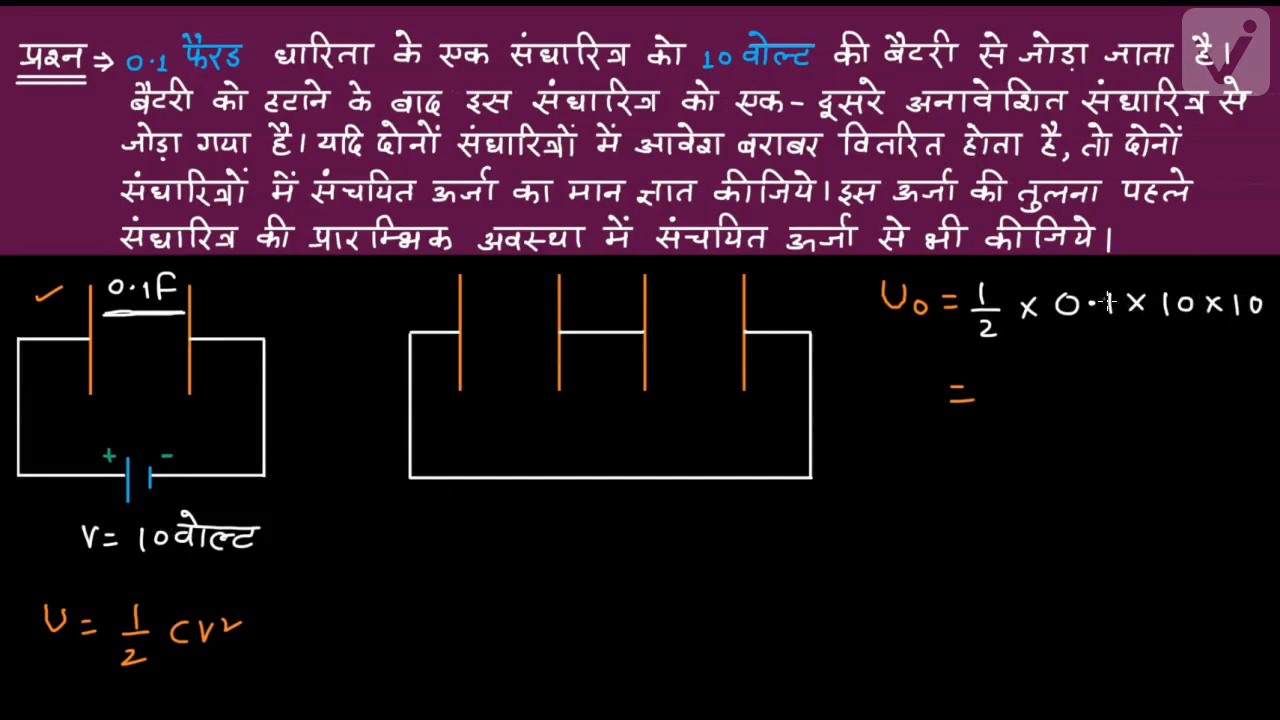 प्रश्न → 0.1 फैरड धारिता के एक संधारित्र को 10 वोल्ट की बैटरी से जोड़ा जाता है।
बैटरी को हटाने के बाद इस संधारित्र को एक - दूसरे अनावेशित संधारित्र से
जोड़ा गया है। यदि दोनों संधारित्रों में आवेश बराबर वितरित होता है, तो दोनों
संधारित्रों में संचयित ऊर्जा का मान ज्ञात कीजिये। इस ऊर्जा की तुलना पहले
संधारित्र की प्रारम्भिक अवस्था में संचयित ऊर्जा से भी कीजिये।
0.1F
U₀ = 1/2 × 0.1 × 10 × 10
=
+ -
V = 10 वोल्ट
U = 1/2 CV²